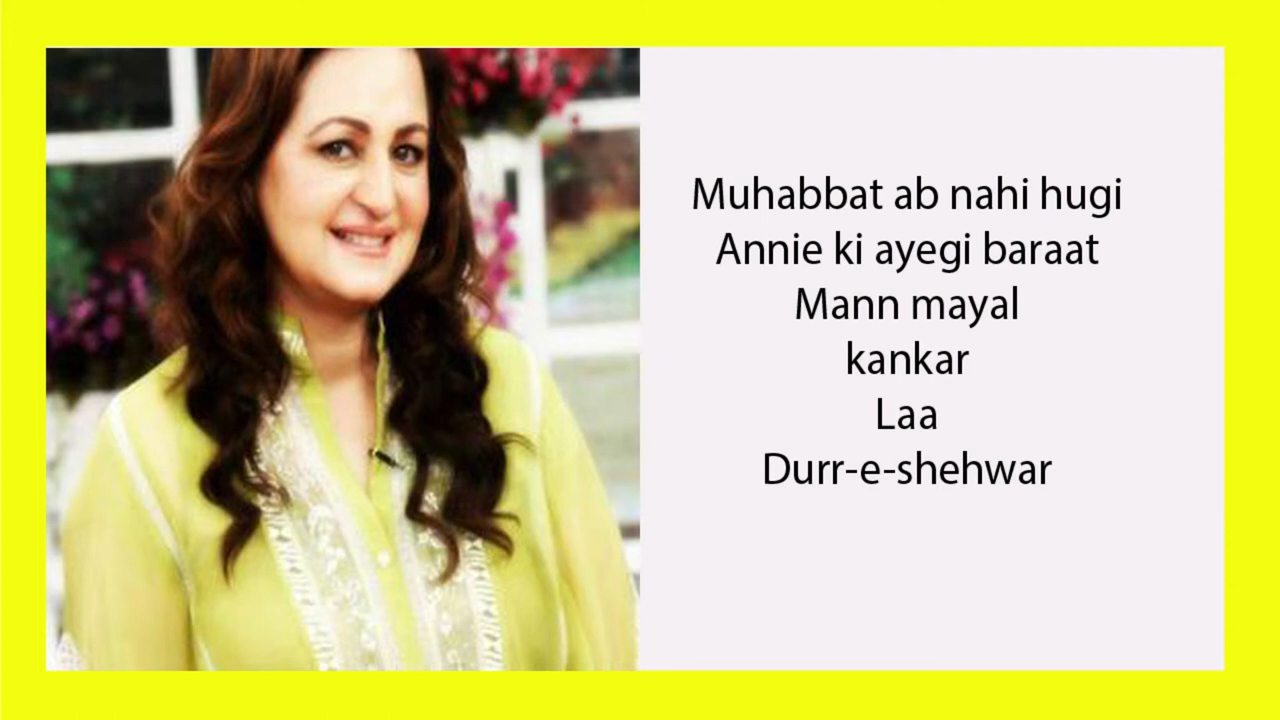 Muhabbat ab nahi hugi
Annie ki ayegi baraat
Mann mayal
kankar
Laa
Durr-e-shehwar